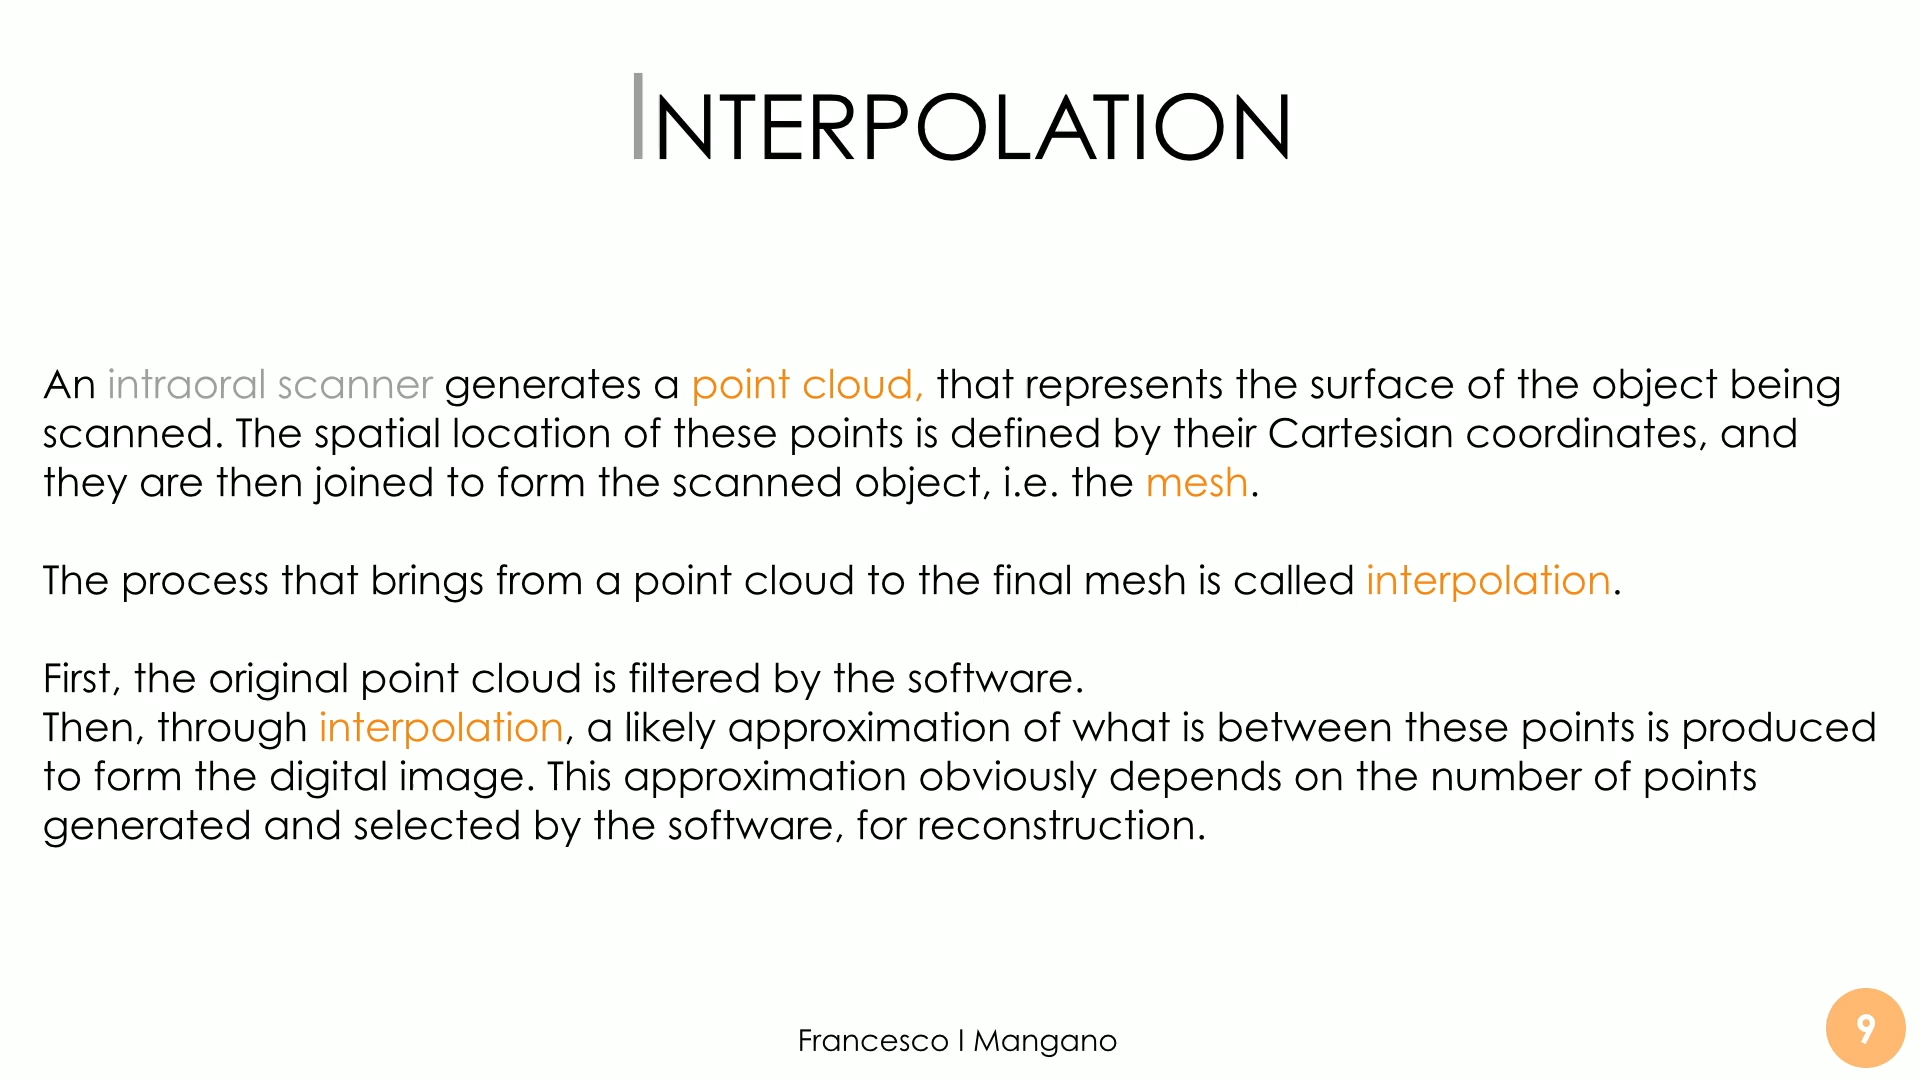 INTERPOLATION
An intraoral scanner generates a point cloud, that represents the surface of the object being
scanned. The spatial location of these points is defined by their Cartesian coordinates, and
they are then joined to form the scanned object, i.e. the mesh.
The process that brings from a point cloud to the final mesh is called interpolation.
First, the original point cloud is filtered by the software.
Then, through interpolation, a likely approximation of what is between these points is produced
to form the digital image. This approximation obviously depends on the number of points
generated and selected by the software, for reconstruction.
Francesco I Mangano
9